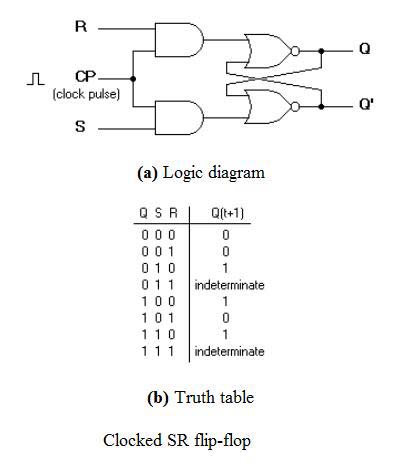 R
Q
CP
(clock pulse)
Q'
S
(a) Logic diagram
Q S R Q(t+1)
0 0 0 0
0 0 1 0
0 1 0 1
0 1 1 indeterminate
1 0 0 1
1 0 1 0
1 1 0 1
1 1 1 indeterminate
(b) Truth table
Clocked SR flip-flop